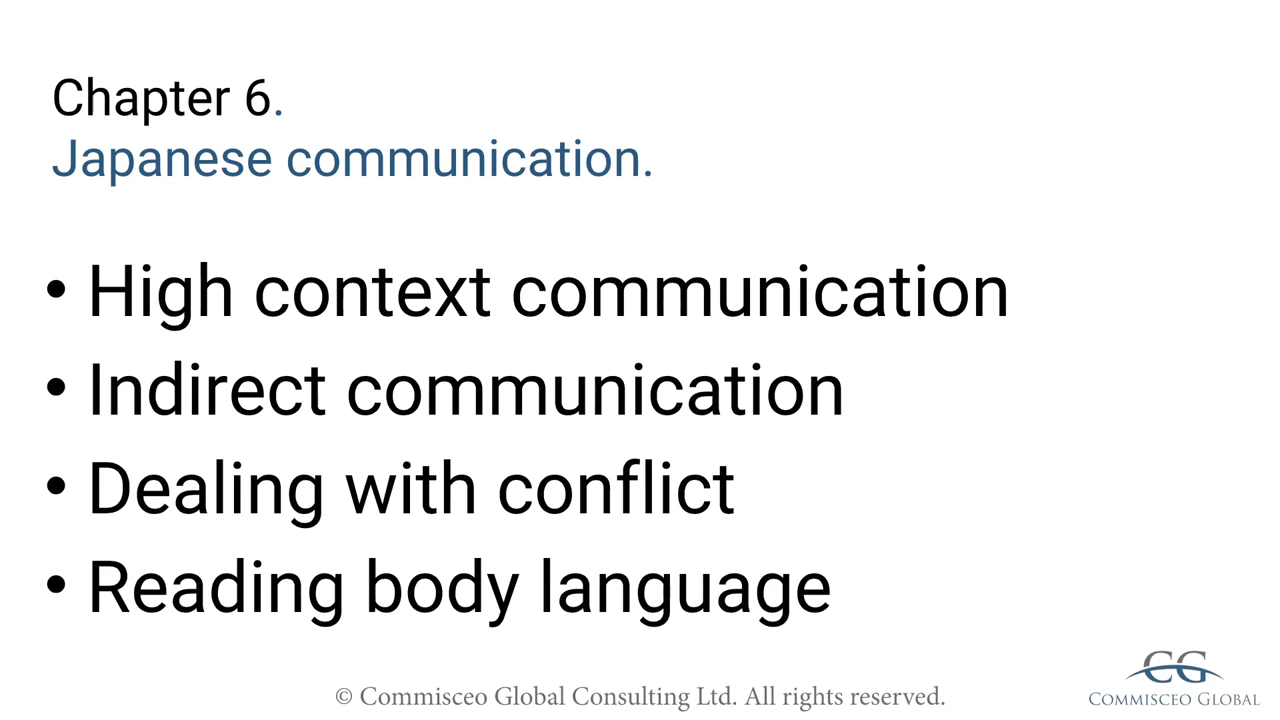 Chapter 6.
Japanese communication.
• High context communication
• Indirect communication
• Dealing with conflict
• Reading body language
© Commisceo Global Consulting Ltd. All rights reserved.
CG
COMMISCEO GLOBAL